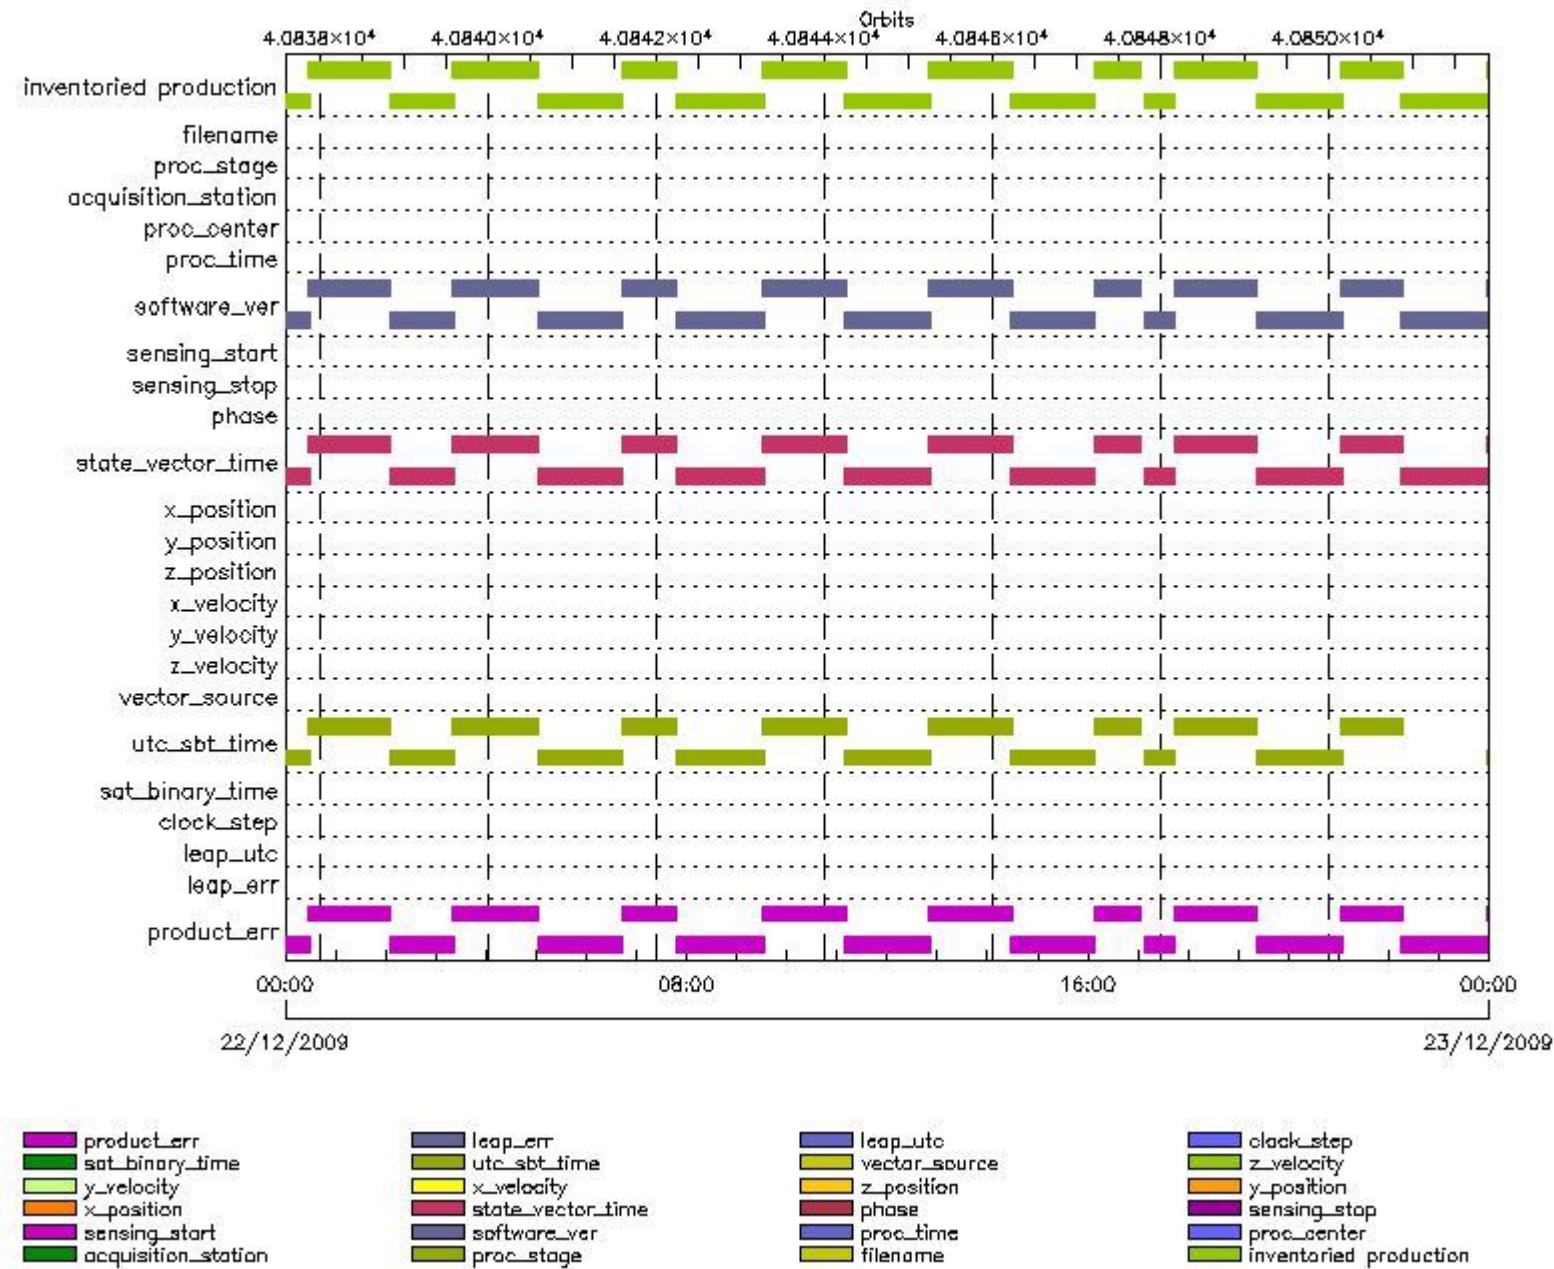 Orbits
4.0838×10⁴ 4.0840×10⁴ 4.0842×10⁴ 4.0844×10⁴ 4.0846×10⁴ 4.0848×10⁴ 4.0850×10⁴
inventoried production
filename
proc_stage
acquisition_station
proc_center
proc_time
software_ver
sensing_start
sensing_stop
phase
state_vector_time
x_position
y_position
z_position
x_velocity
y_velocity
z_velocity
vector_source
utc_sbt_time
sat_binary_time
clock_step
leap_utc
leap_err
product_err
00:00 08:00 16:00 00:00
22/12/2009 23/12/2009
product_err leap_err leap_utc clock_step
sat_binary_time utc_sbt_time vector_source z_velocity
y_velocity x_velocity z_position y_position
x_position state_vector_time phase sensing_stop
sensing_start software_ver proc_time proc_center
acquisition_station proc_stage filename inventoried production